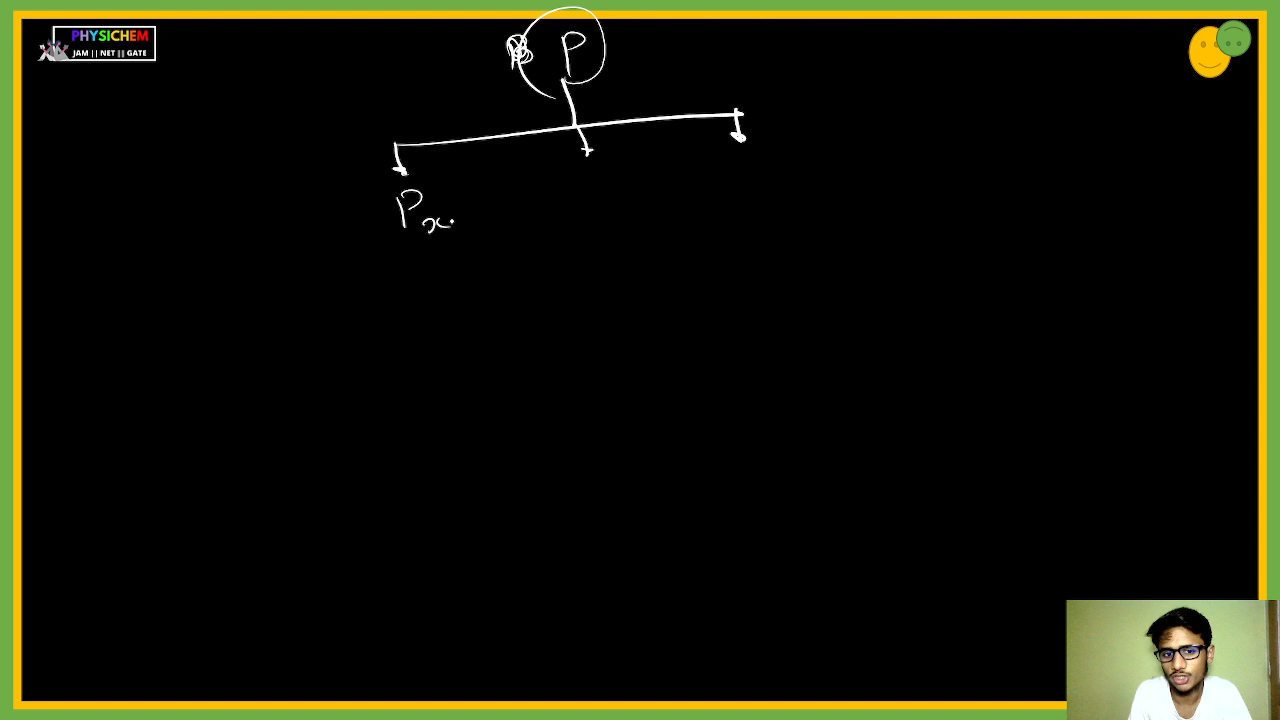 PHYSICHEM
JAM || NET || GATE
P
Px